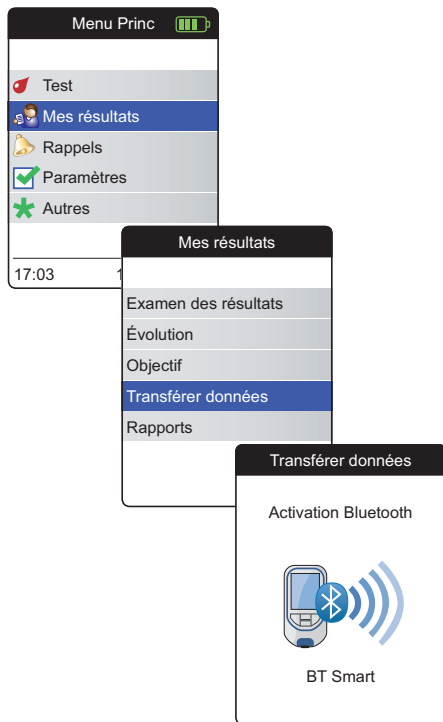 Menu Princ
Test
Mes résultats
Rappels
Paramètres
Autres
17:03 1
Mes résultats
Examen des résultats
Évolution
Objectif
Transférer données
Rapports
Transférer données
Activation Bluetooth
BT Smart